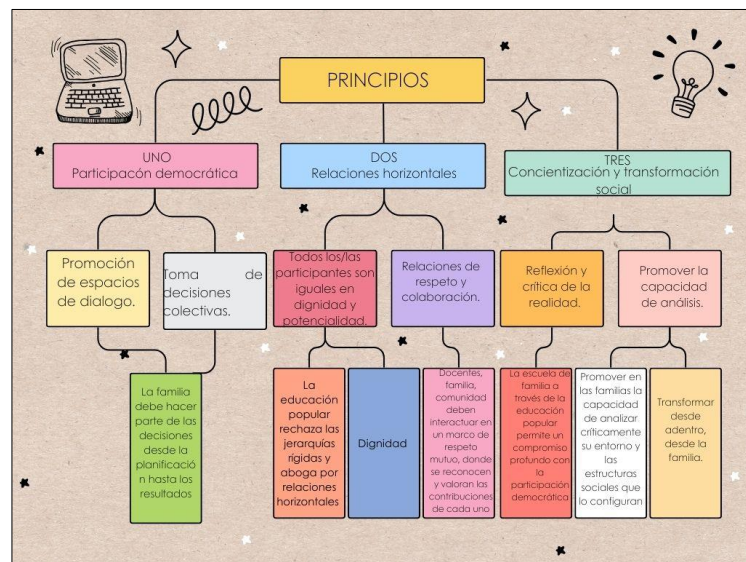 PRINCIPIOS
UNO
Participacón democrática
DOS
Relaciones horizontales
TRES
Concientización y transformación
social
Promoción
de espacios
de dialogo.
Toma de
decisiones
colectivas.
Todos los/las
participantes son
iguales en
dignidad y
potencialidad.
Relaciones de
respeto y
colaboración.
Reflexión y
crítica de la
realidad.
Promover la
capacidad
de análisis.
La familia
debe hacer
parte de las
decisiones
desde la
planificació
n hasta los
resultados
La
educación
popular
rechaza las
jerarquías
rígidas y
aboga por
relaciones
horizontales
Dignidad
Docentes,
familia,
comunidad
deben
interactuar en
un marco de
respeto
mutuo, donde
se reconocen
y valoran las
contribuciones
de cada uno
La escuela de
familia a
través de la
educación
popular
permite un
compromiso
profundo con
la
participación
democrática
Promover en
las familias la
capacidad
de analizar
críticamente
su entorno y
las
estructuras
sociales que
lo configuran
Transformar
desde
adentro,
desde la
familia.